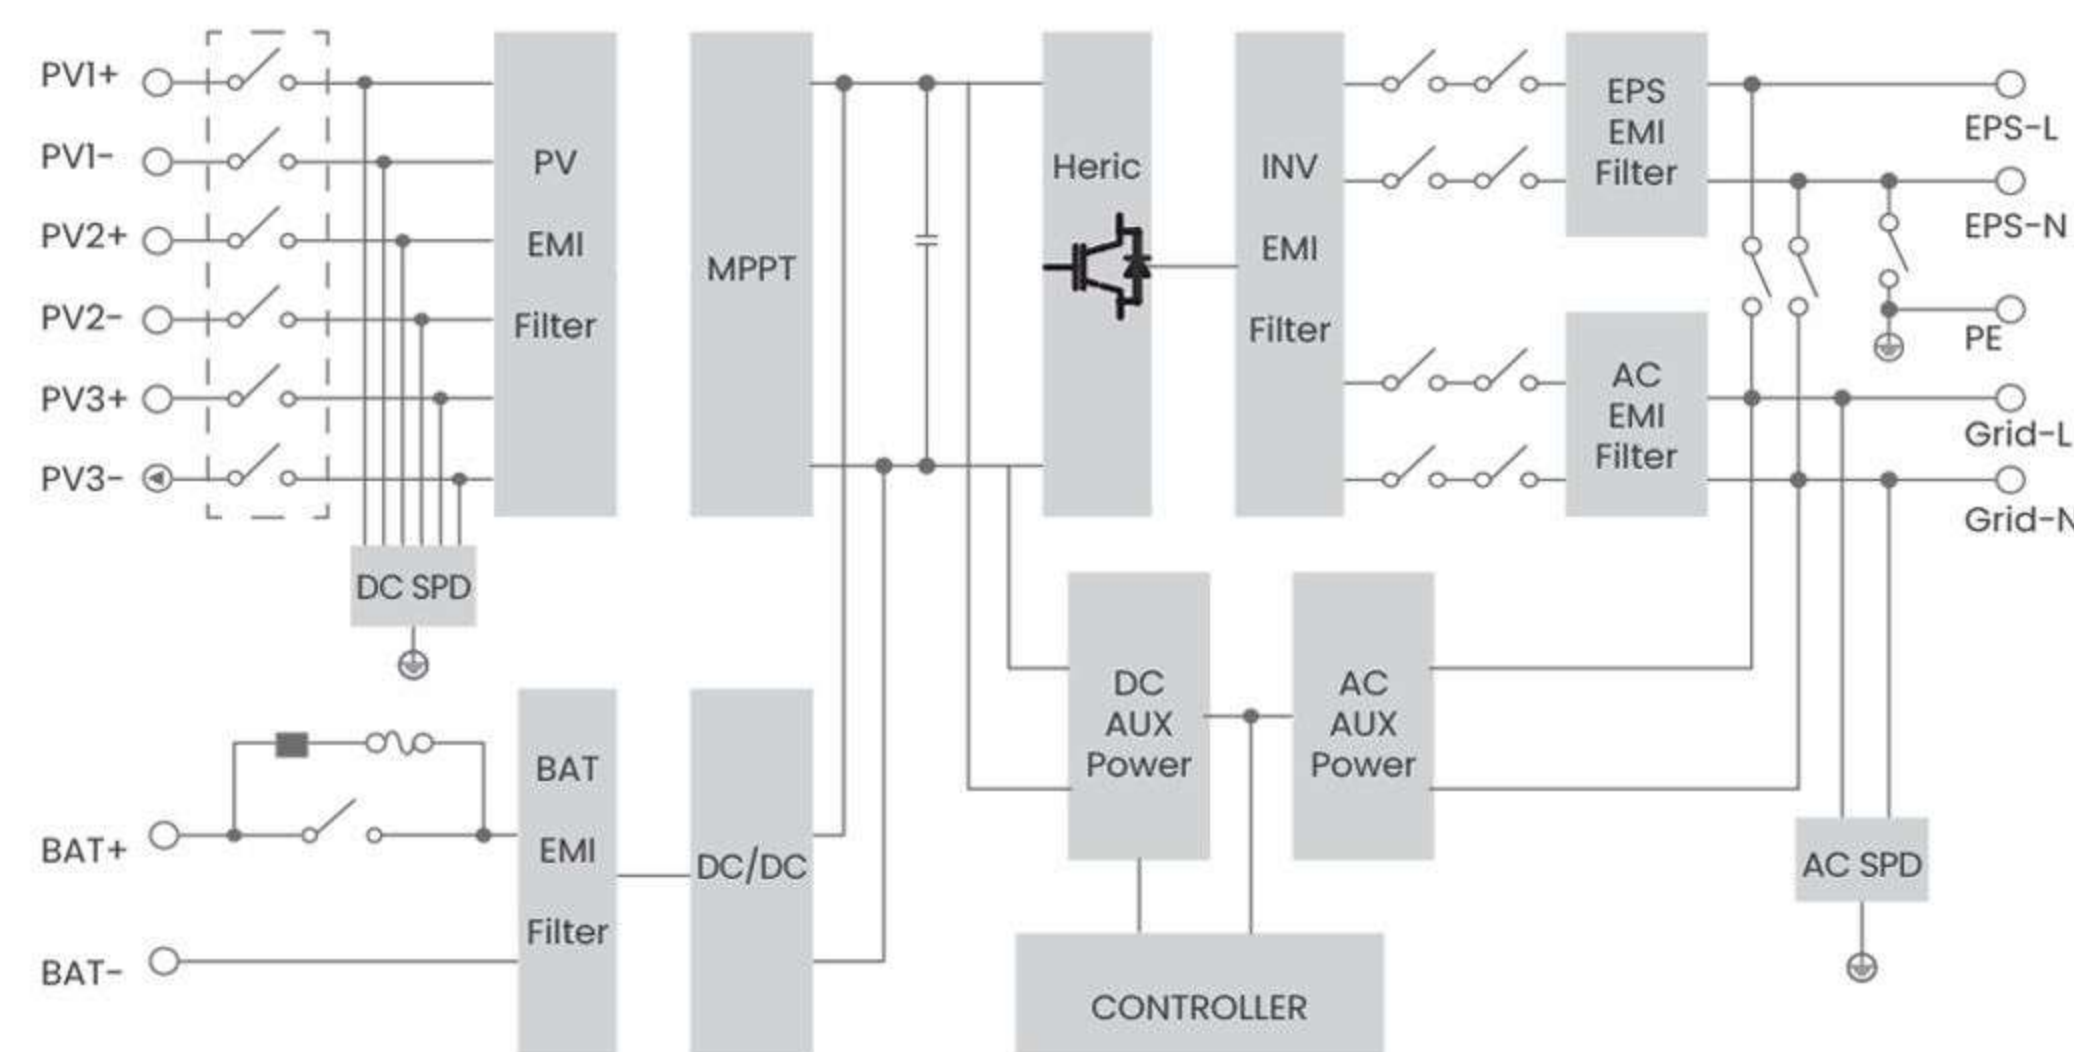 PV1+
PV1-
PV2+
PV2-
PV3+
PV3-
PV
EMI
Filter
DC SPD
MPPT
Heric
INV
EMI
Filter
EPS
EMI
Filter
AC
EMI
Filter
EPS-L
EPS-N
PE
Grid-L
Grid-N
BAT+
BAT-
BAT
EMI
Filter
DC/DC
DC
AUX
Power
AC
AUX
Power
CONTROLLER
AC SPD